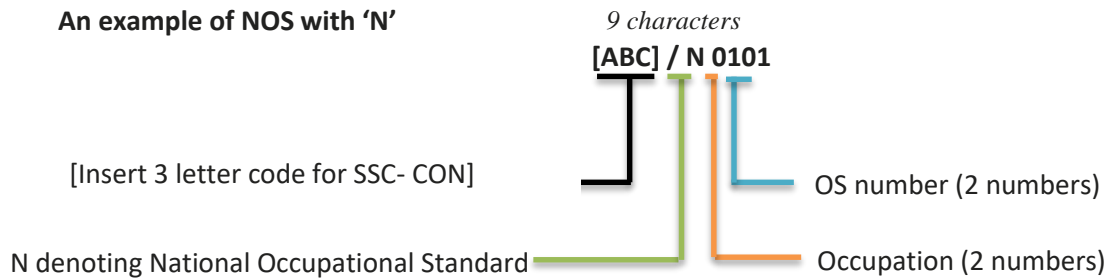 An example of NOS with ‘N’ 9 characters
[ABC] / N 0101
[Insert 3 letter code for SSC- CON]
OS number (2 numbers)
N denoting National Occupational Standard Occupation (2 numbers)